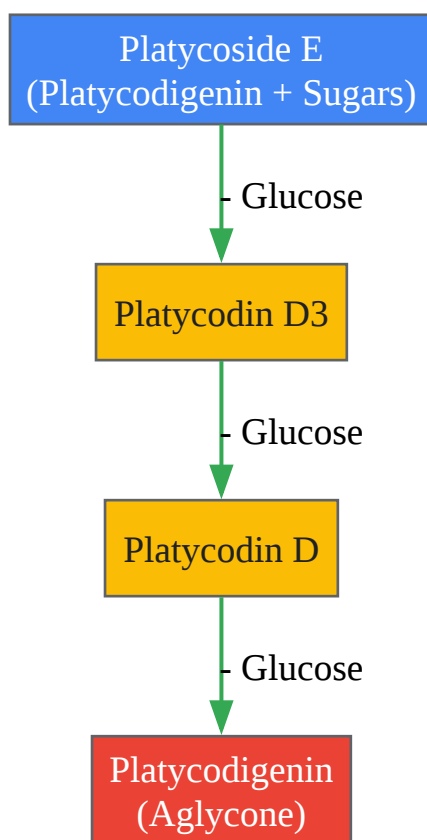 Platycoside E
(Platycodigenin + Sugars)
- Glucose
Platycodin D3
- Glucose
Platycodin D
- Glucose
Platycodigenin
(Aglycone)